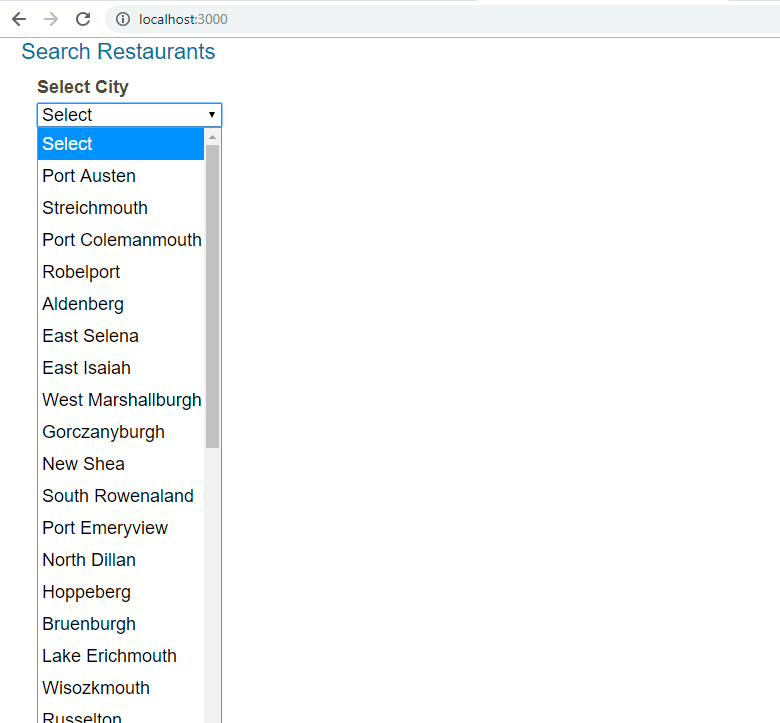 localhost:3000
Search Restaurants
Select City
Select
Select
Port Austen
Streichmouth
Port Colemanmouth
Robelport
Aldenberg
East Selena
East Isaiah
West Marshallburgh
Gorczanyburgh
New Shea
South Rowenaland
Port Emeryview
North Dillan
Hoppeberg
Bruenburgh
Lake Erichmouth
Wisozkmouth
Russelton